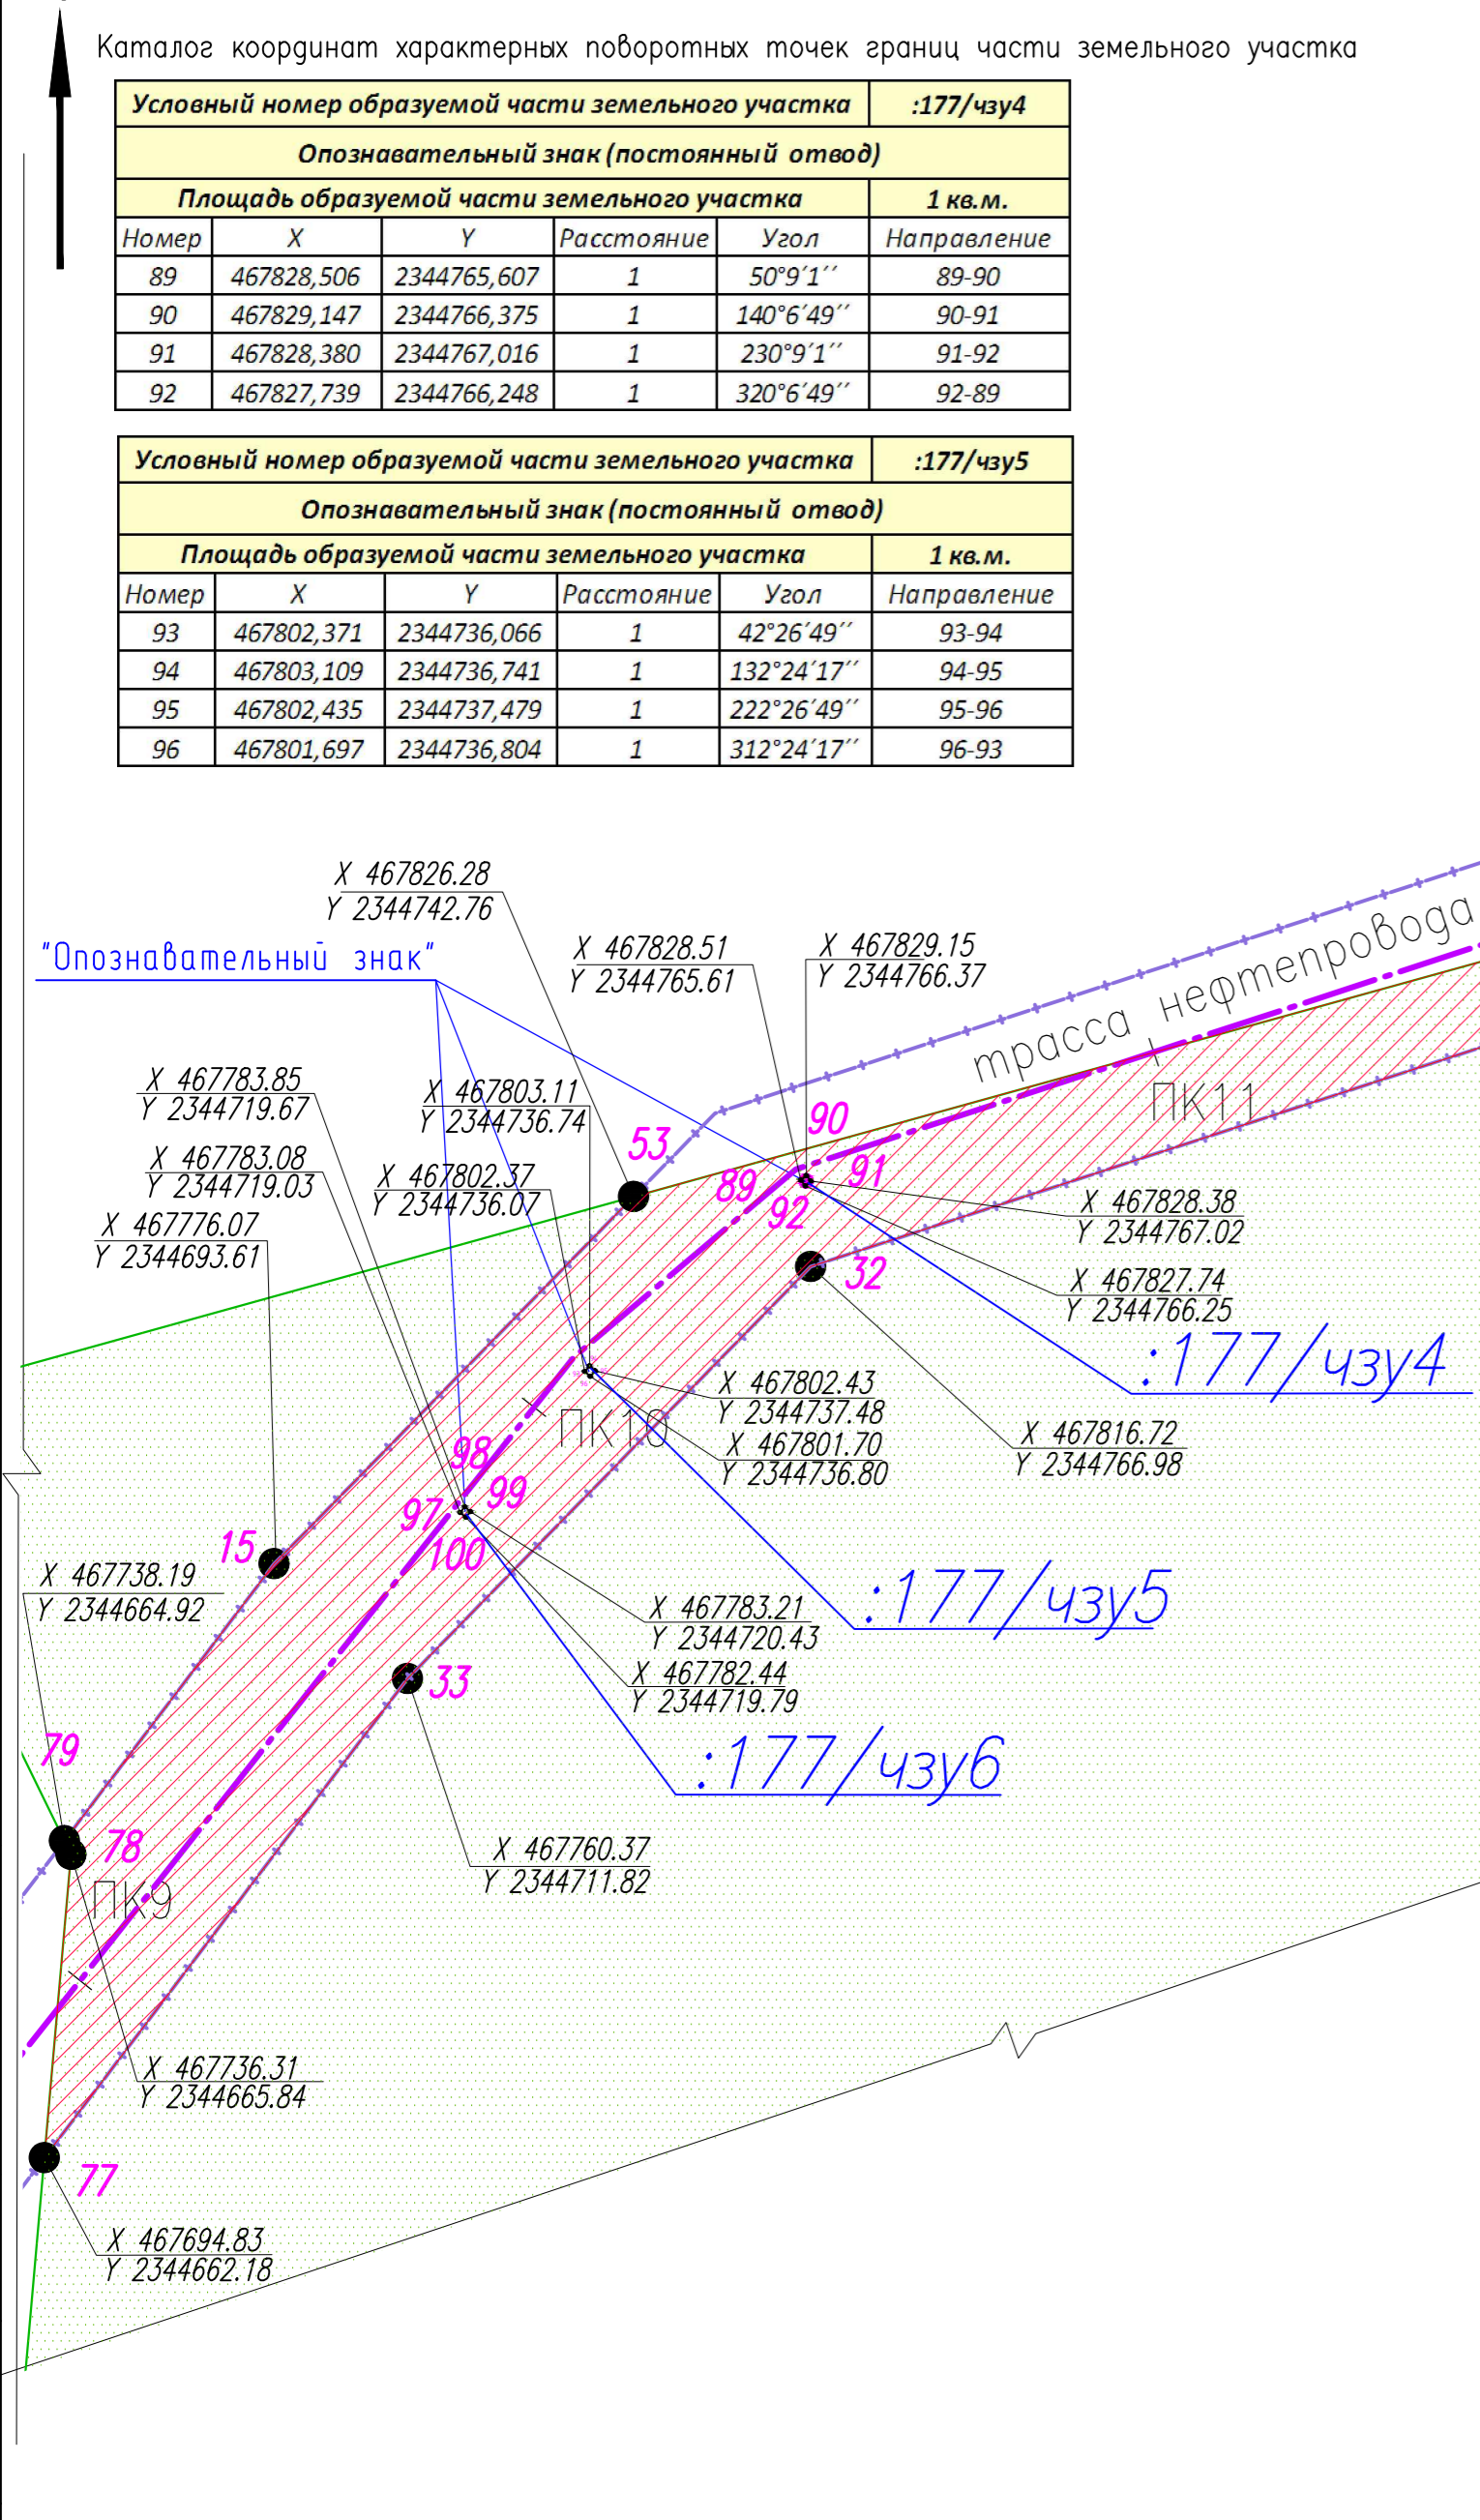 Каталог координат характерных поворотных точек границ части земельного участка
Условный номер образуемой части земельного участка :177/чзу4
Опознавательный знак (постоянный отвод)
Площадь образуемой части земельного участка 1 кв.м.
Номер X Y Расстояние Угол Направление
89 467828,506 2344765,607 1 50°9´1´´ 89-90
90 467829,147 2344766,375 1 140°6´49´´ 90-91
91 467828,380 2344767,016 1 230°9´1´´ 91-92
92 467827,739 2344766,248 1 320°6´49´´ 92-89
Условный номер образуемой части земельного участка :177/чзу5
Опознавательный знак (постоянный отвод)
Площадь образуемой части земельного участка 1 кв.м.
Номер X Y Расстояние Угол Направление
93 467802,371 2344736,066 1 42°26´49´´ 93-94
94 467803,109 2344736,741 1 132°24´17´´ 94-95
95 467802,435 2344737,479 1 222°26´49´´ 95-96
96 467801,697 2344736,804 1 312°24´17´´ 96-93
X 467826.28
Y 2344742.76
"Опознавательный знак"
X 467828.51
Y 2344765.61
X 467829.15
Y 2344766.37
трасса нефтепровода
X 467783.85
Y 2344719.67
X 467803.11
Y 2344736.74
ПК11
90
53
X 467783.08
Y 2344719.03
X 467802.37
Y 2344736.07
89
91
92
X 467776.07
Y 2344693.61
X 467828.38
Y 2344767.02
32
X 467827.74
Y 2344766.25
:177/чзу4
X 467802.43
Y 2344737.48
ПК10
X 467801.70
Y 2344736.80
X 467816.72
Y 2344766.98
98
99
97
100
15
X 467738.19
Y 2344664.92
:177/чзу5
X 467783.21
Y 2344720.43
33
X 467782.44
Y 2344719.79
79
:177/чзу6
78
X 467760.37
Y 2344711.82
ПК9
X 467736.31
Y 2344665.84
77
X 467694.83
Y 2344662.18